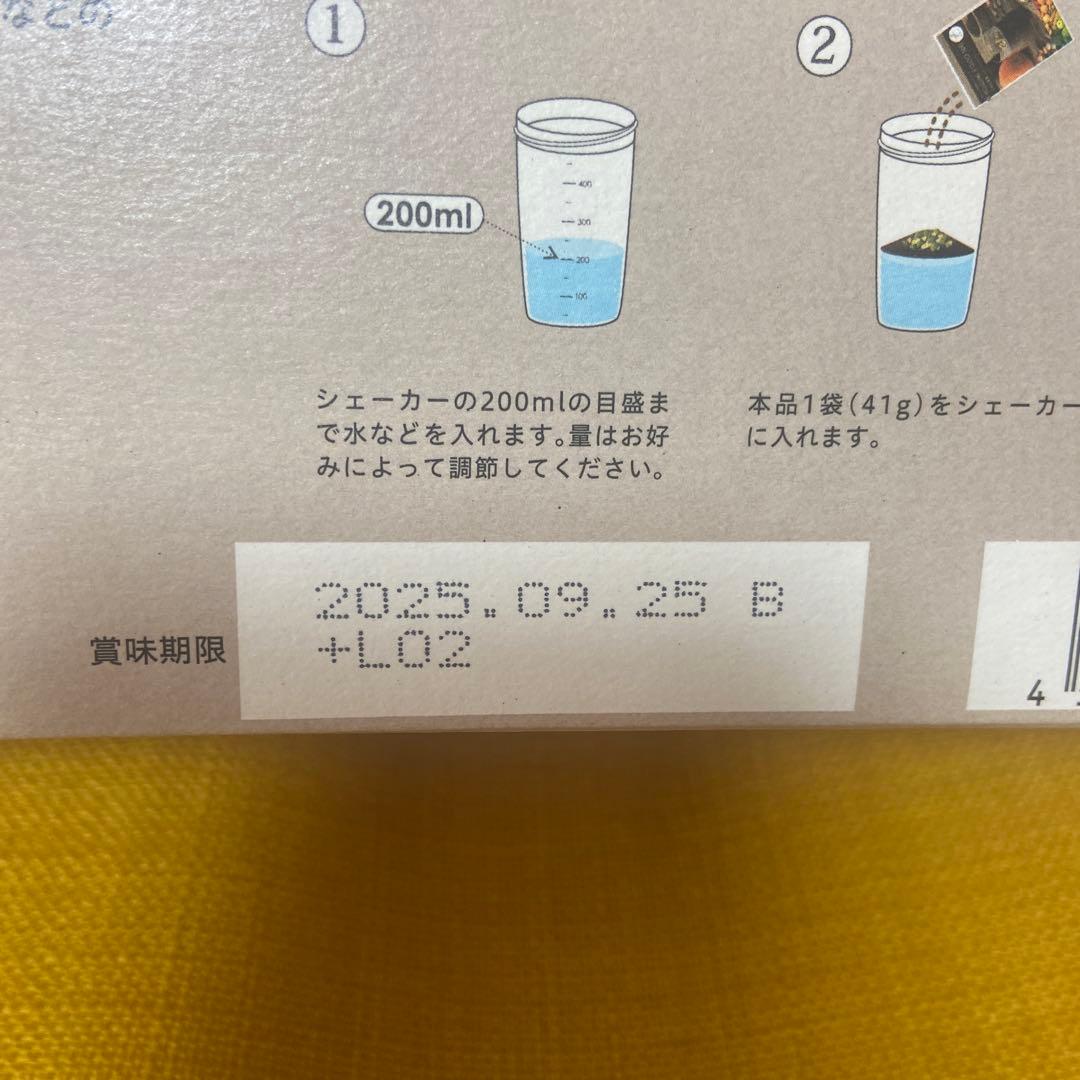 などの
①
②
200ml
400
300
200
100
シェーカーの200mlの目盛ま
で水などを入れます。量はお好
みによって調節してください。
本品1袋(41g)をシェーカー
に入れます。
賞味期限
2025.09.25 B
+L02
4